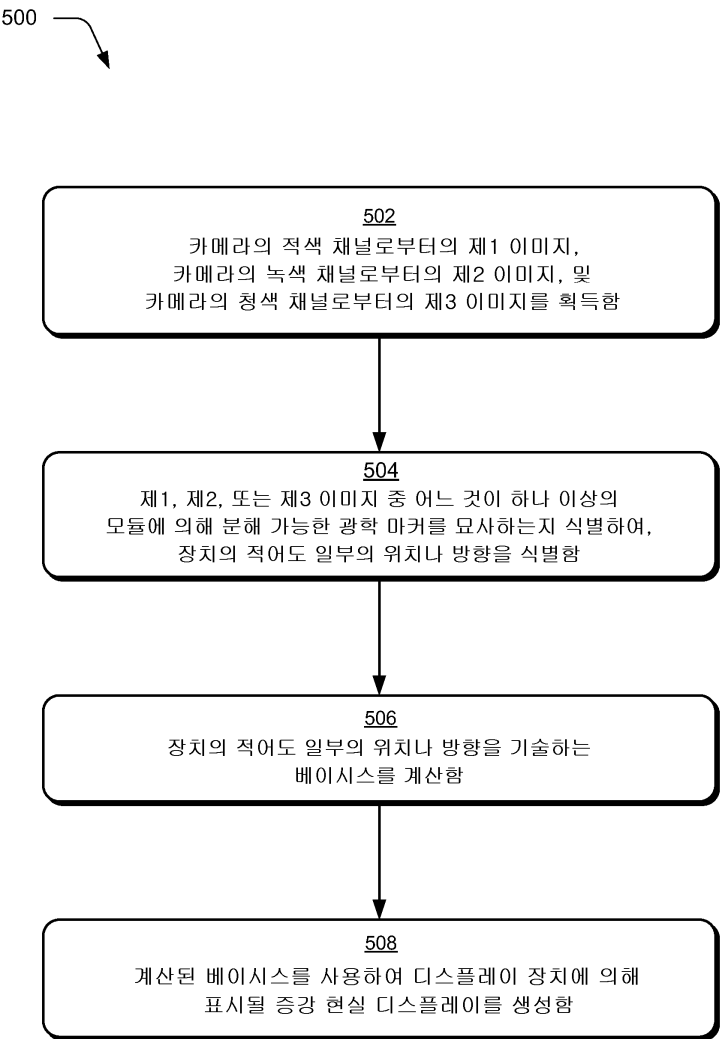 500
502
카메라의 적색 채널로부터의 제1 이미지,
카메라의 녹색 채널로부터의 제2 이미지, 및
카메라의 청색 채널로부터의 제3 이미지를 획득함
504
제1, 제2, 또는 제3 이미지 중 어느 것이 하나 이상의
모듈에 의해 분해 가능한 광학 마커를 묘사하는지 식별하여,
장치의 적어도 일부의 위치나 방향을 식별함
506
장치의 적어도 일부의 위치나 방향을 기술하는
베이시스를 계산함
508
계산된 베이시스를 사용하여 디스플레이 장치에 의해
표시될 증강 현실 디스플레이를 생성함